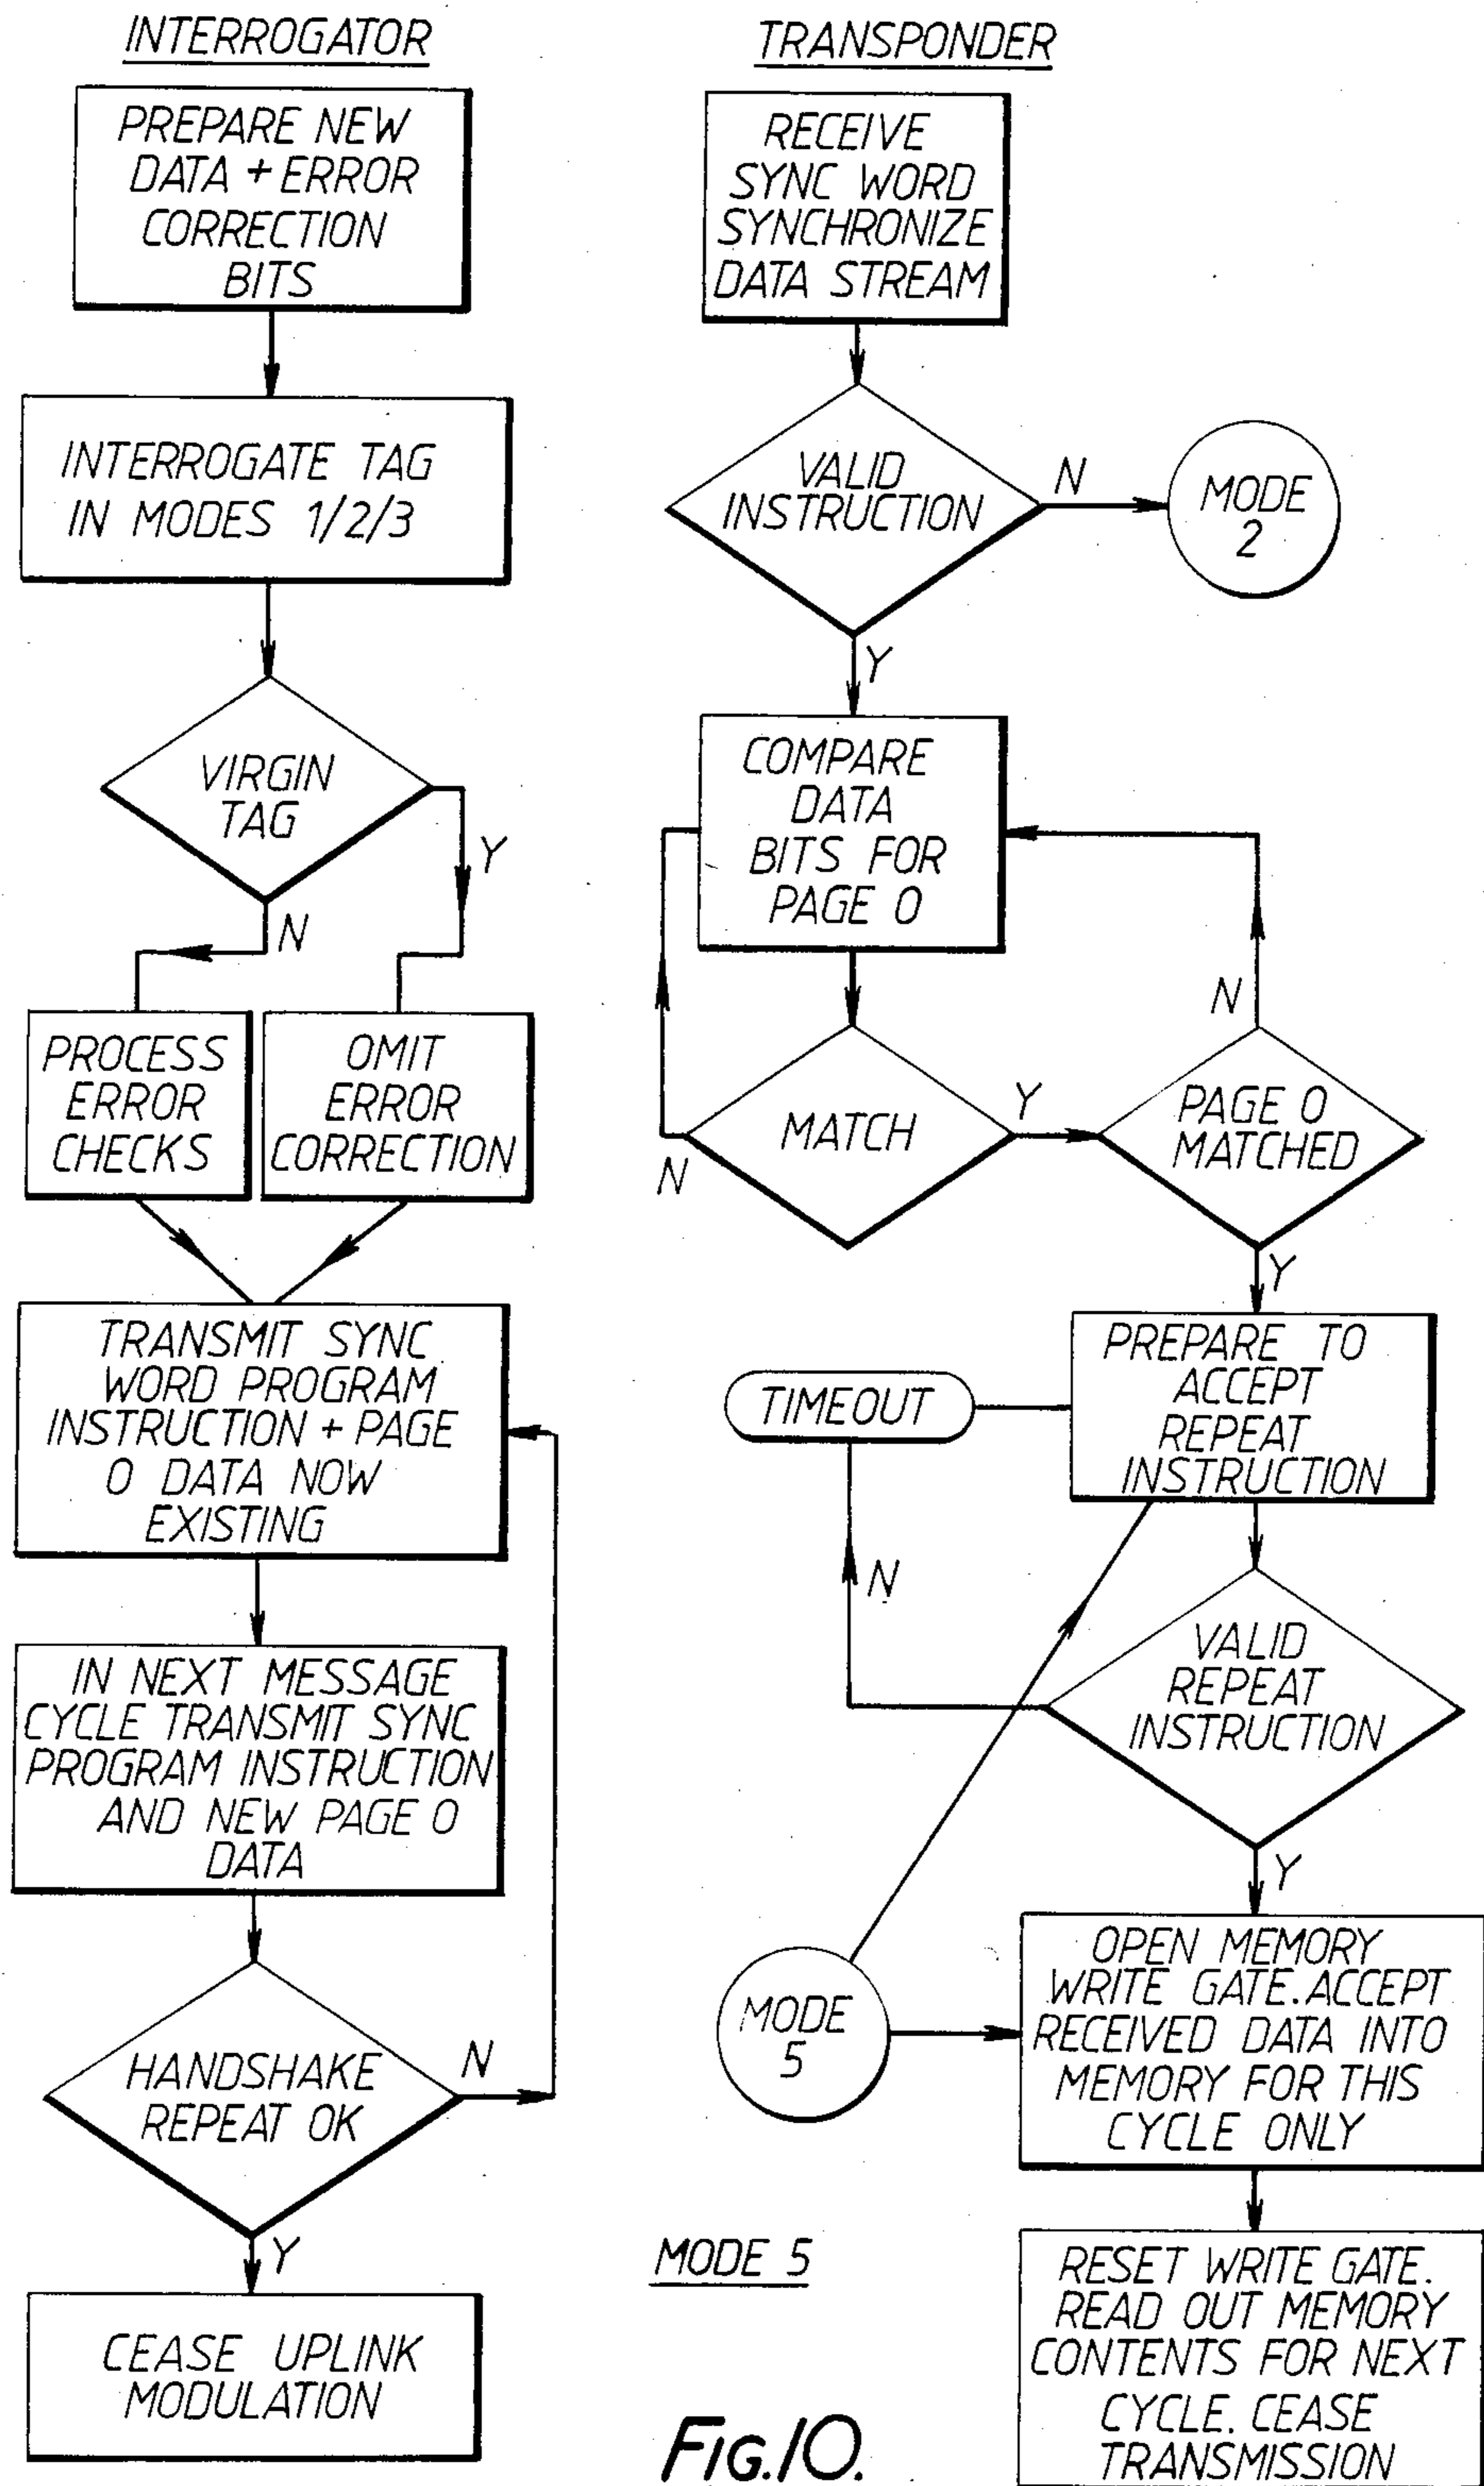 INTERROGATOR
PREPARE NEW
DATA + ERROR
CORRECTION
BITS
INTERROGATE TAG
IN MODES 1/2/3
VIRGIN
TAG
Y
N
PROCESS
ERROR
CHECKS
OMIT
ERROR
CORRECTION
TRANSMIT SYNC
WORD PROGRAM
INSTRUCTION + PAGE
0 DATA NOW
EXISTING
IN NEXT MESSAGE
CYCLE TRANSMIT SYNC
PROGRAM INSTRUCTION
AND NEW PAGE 0
DATA
HANDSHAKE
REPEAT OK
N
Y
CEASE UPLINK
MODULATION
TRANSPONDER
RECEIVE
SYNC WORD
SYNCHRONIZE
DATA STREAM
VALID
INSTRUCTION
N
MODE
2
Y
COMPARE
DATA
BITS FOR
PAGE 0
MATCH
N
Y
PAGE 0
MATCHED
N
Y
PREPARE TO
ACCEPT
REPEAT
INSTRUCTION
TIMEOUT
N
VALID
REPEAT
INSTRUCTION
Y
MODE
5
OPEN MEMORY
WRITE GATE. ACCEPT
RECEIVED DATA INTO
MEMORY FOR THIS
CYCLE ONLY
RESET WRITE GATE.
READ OUT MEMORY
CONTENTS FOR NEXT
CYCLE. CEASE
TRANSMISSION
MODE 5
FIG.10.